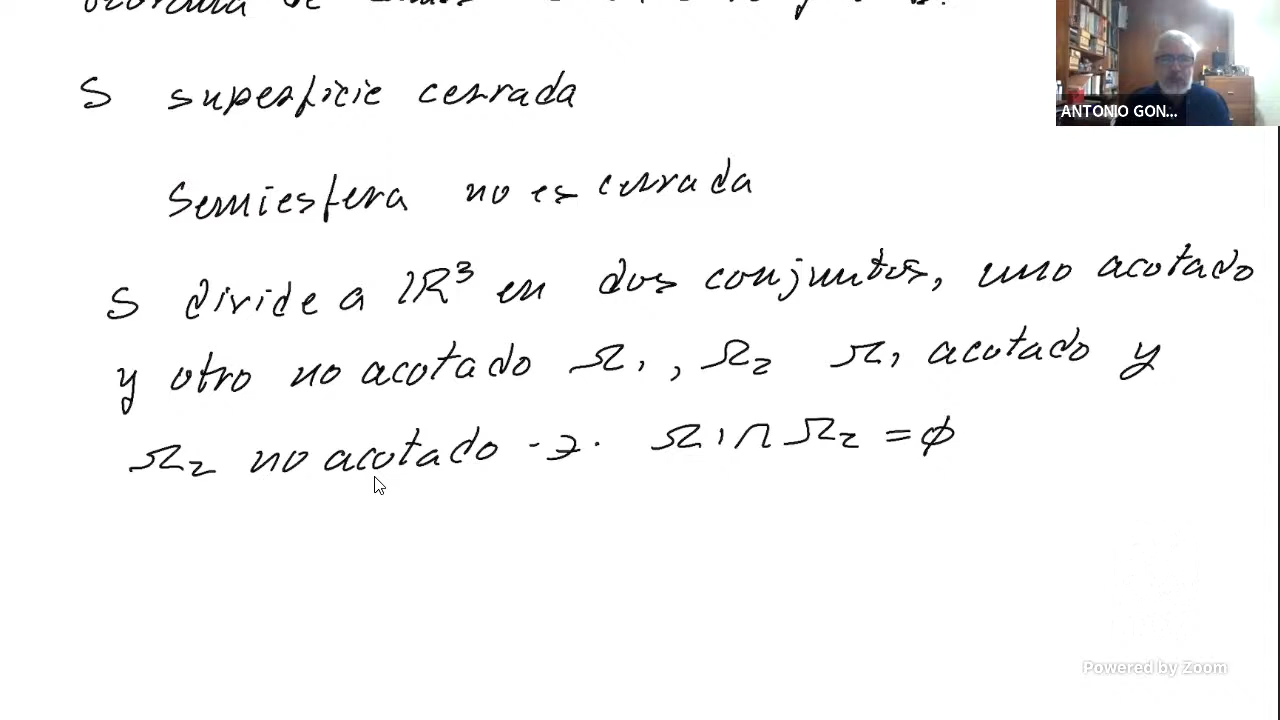 de
ANTONIO GON...
S superficie cerrada
Semiesfera no es cerrada
S divide a ℝ³ en dos conjuntos, uno acotado
y otro no acotado Ω₁, Ω₂ Ω₁ acotado y
Ω₂ no acotado ·∋· Ω₁∩Ω₂ = ϕ
Powered by Zoom